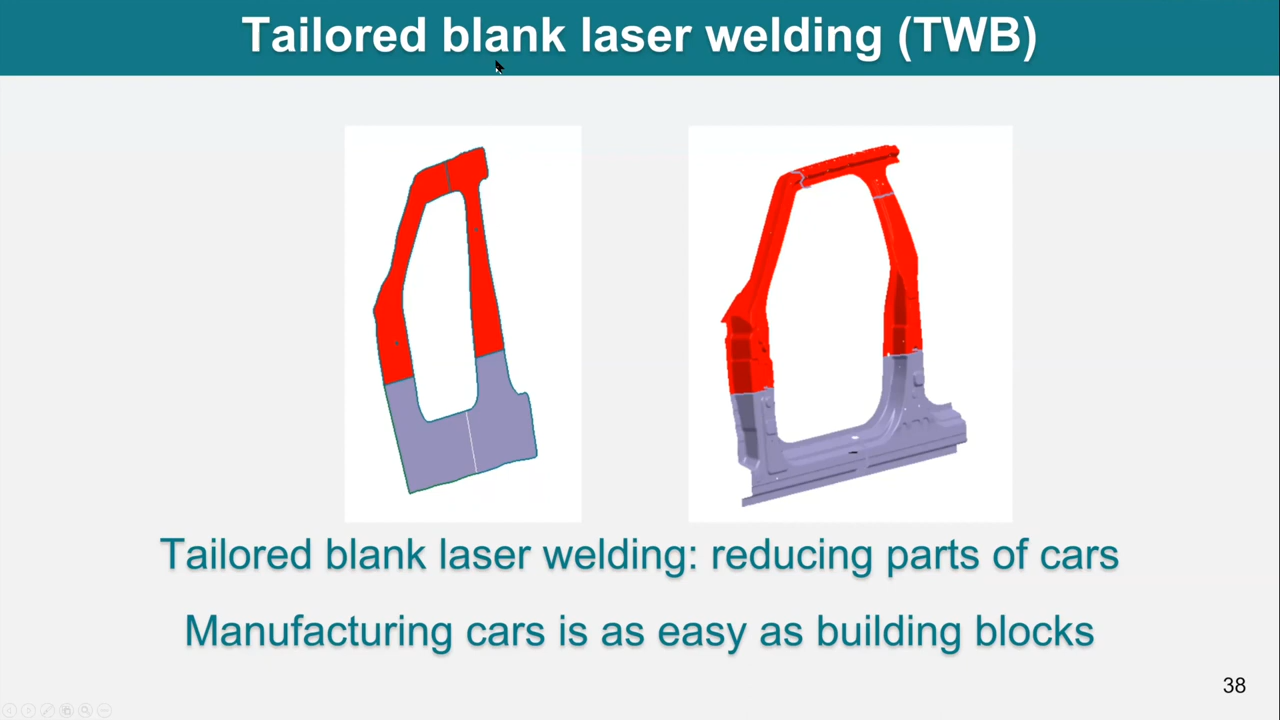 Tailored blank laser welding (TWB)
Tailored blank laser welding: reducing parts of cars
Manufacturing cars is as easy as building blocks
38